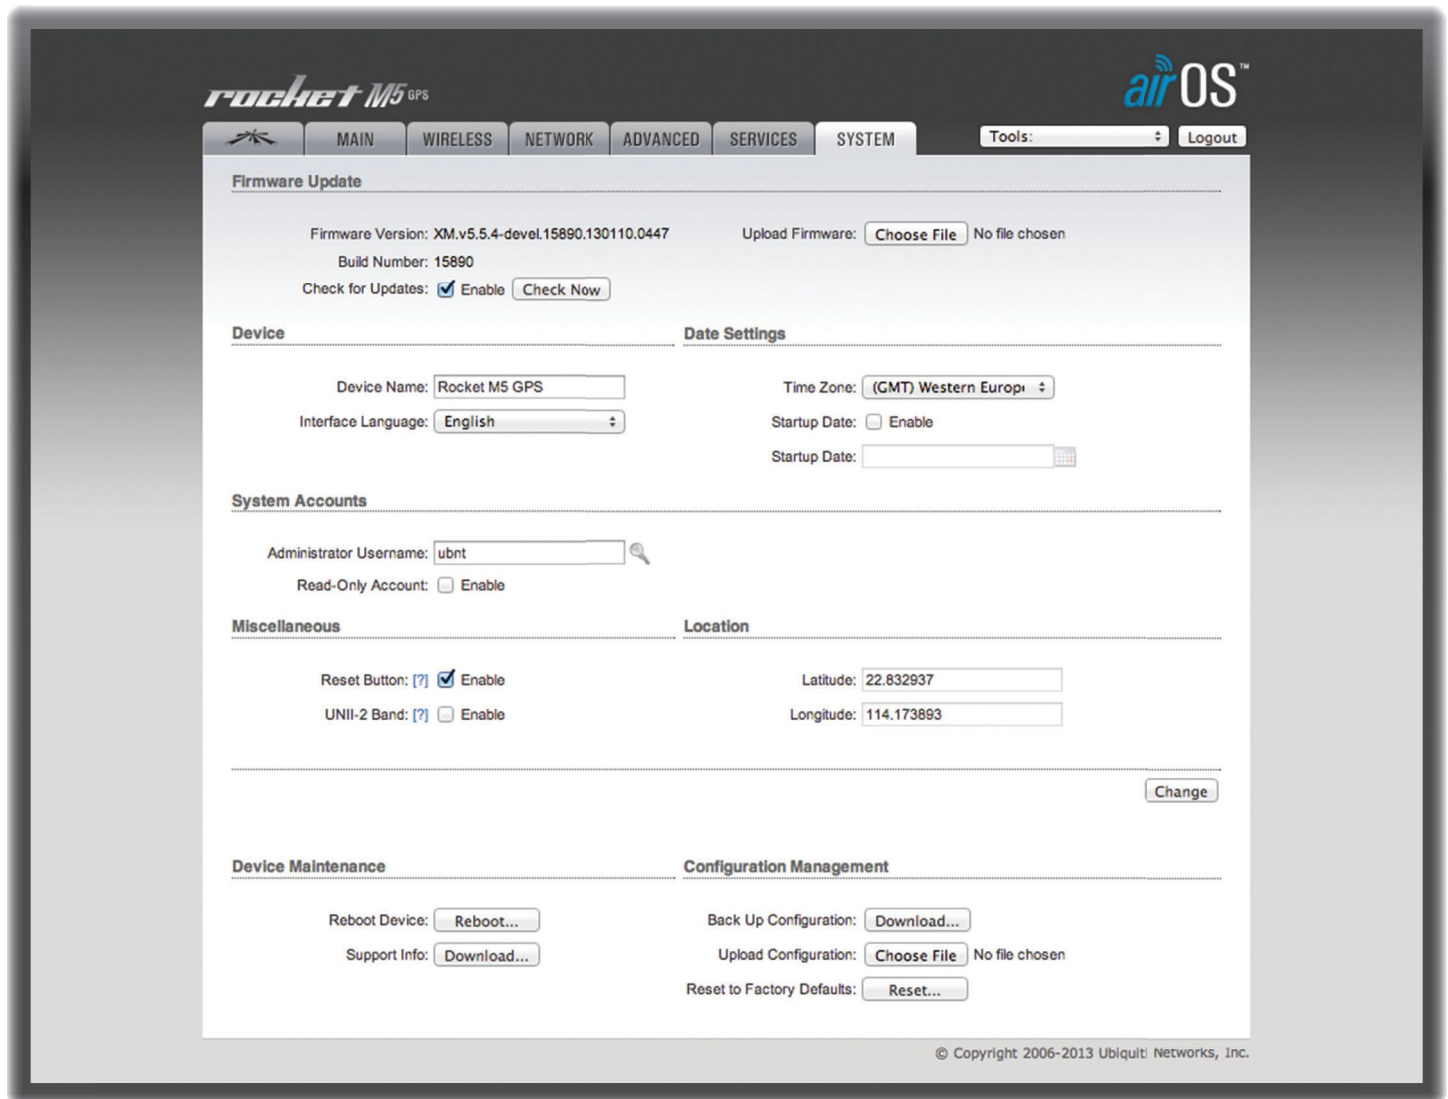 rocket M5 GPS
airOS™
MAIN WIRELESS NETWORK ADVANCED SERVICES SYSTEM Tools: Logout
Firmware Update
Firmware Version: XM.v5.5.4-devel.15890.130110.0447 Upload Firmware: Choose File No file chosen
Build Number: 15890
Check for Updates: Enable Check Now
Device Date Settings
Device Name: Rocket M5 GPS Time Zone: (GMT) Western Europ
Interface Language: English Startup Date: Enable
Startup Date:
System Accounts
Administrator Username: ubnt
Read-Only Account: Enable
Miscellaneous Location
Reset Button: [?] Enable Latitude: 22.832937
UNII-2 Band: [?] Enable Longitude: 114.173893
Change
Device Maintenance Configuration Management
Reboot Device: Reboot... Back Up Configuration: Download...
Support Info: Download... Upload Configuration: Choose File No file chosen
Reset to Factory Defaults: Reset...
© Copyright 2006-2013 Ubiquiti Networks, Inc.